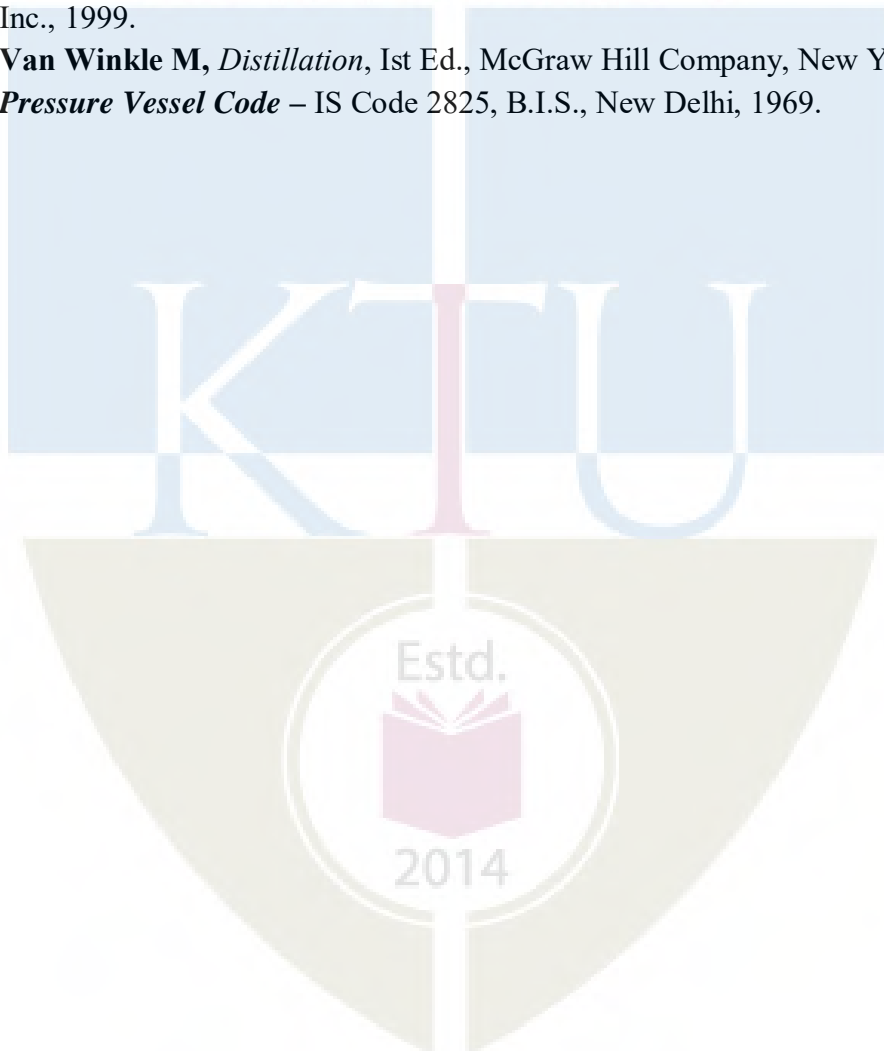 Inc., 1999.
Van Winkle M, Distillation, Ist Ed., McGraw Hill Company, New Y
Pressure Vessel Code – IS Code 2825, B.I.S., New Delhi, 1969.
KTU
Estd.
2014